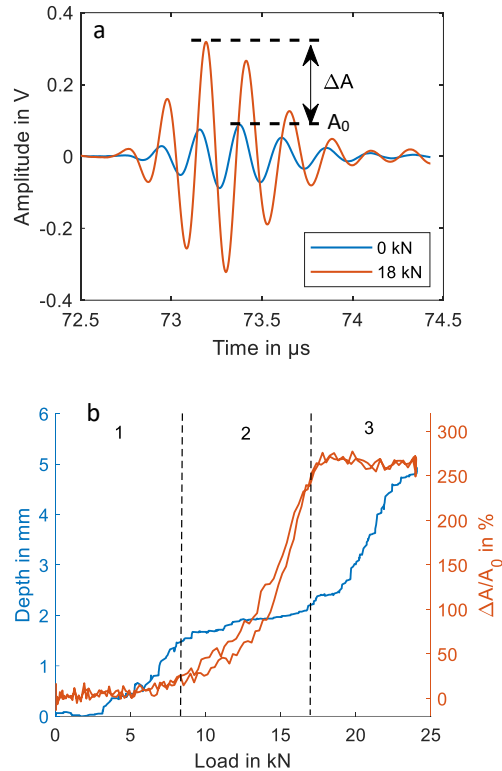 a
0.4
0.2
0
-0.2
-0.4
Amplitude in V
ΔA
A0
0 kN
18 kN
72.5 73 73.5 74 74.5
Time in µs
b
1 2 3
6
5
4
3
2
1
0
Depth in mm
300
250
200
150
100
50
0
ΔA/A0 in %
0 5 10 15 20 25
Load in kN